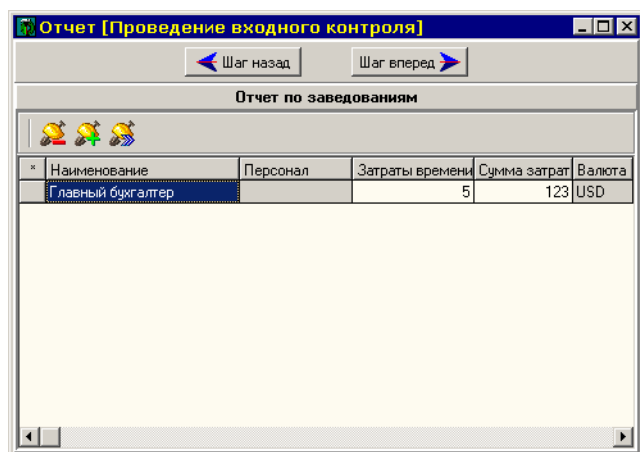 Отчет [Проведение входного контроля]
Шаг назад Шаг вперед
Отчет по заведованиям
* Наименование Персонал Затраты времени Сумма затрат Валюта
Главный бухгалтер 5 123 USD